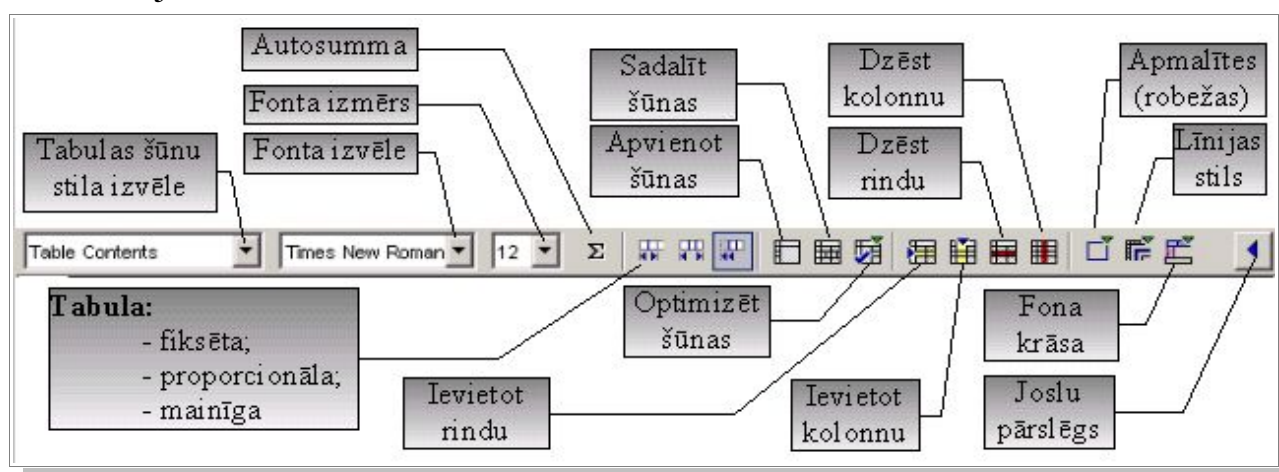 Autosumma
Fonta izmērs
Fonta izvēle
Tabulas šūnu
stila izvēle
Sadalīt
šūnas
Apvienot
šūnas
Dzēst
kolonnu
Dzēst
rindu
Apmalītes
(robežas)
Līnijas
stils
Table Contents
Times New Roman
12
Σ
Tabula:
- fiksēta;
- proporcionāla;
- mainīga
Ievietot
rindu
Optimizēt
šūnas
Ievietot
kolonnu
Fona
krāsa
Joslu
pārslēgs